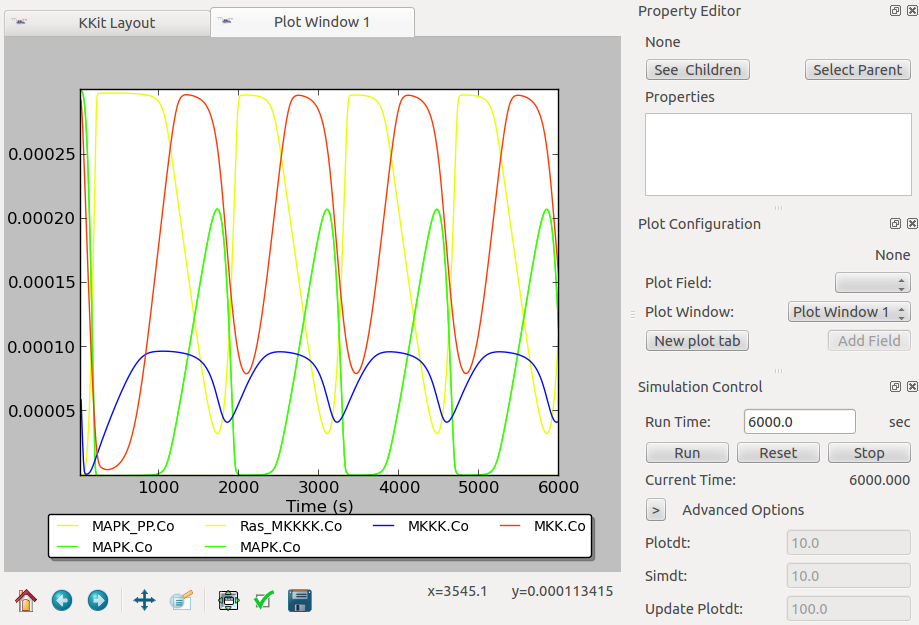 KKit Layout
Plot Window 1
0.00025
0.00020
0.00015
0.00010
0.00005
1000 2000 3000 4000 5000 6000
Time (s)
MAPK_PP.Co Ras_MKKKK.Co MKKK.Co MKK.Co
MAPK.Co MAPK.Co
x=3545.1 y=0.000113415
Property Editor
None
See Children Select Parent
Properties
Plot Configuration
None
Plot Field:
Plot Window: Plot Window 1
New plot tab Add Field
Simulation Control
Run Time: 6000.0 sec
Run Reset Stop
Current Time: 6000.000
> Advanced Options
Plotdt: 10.0
Simdt: 10.0
Update Plotdt: 100.0